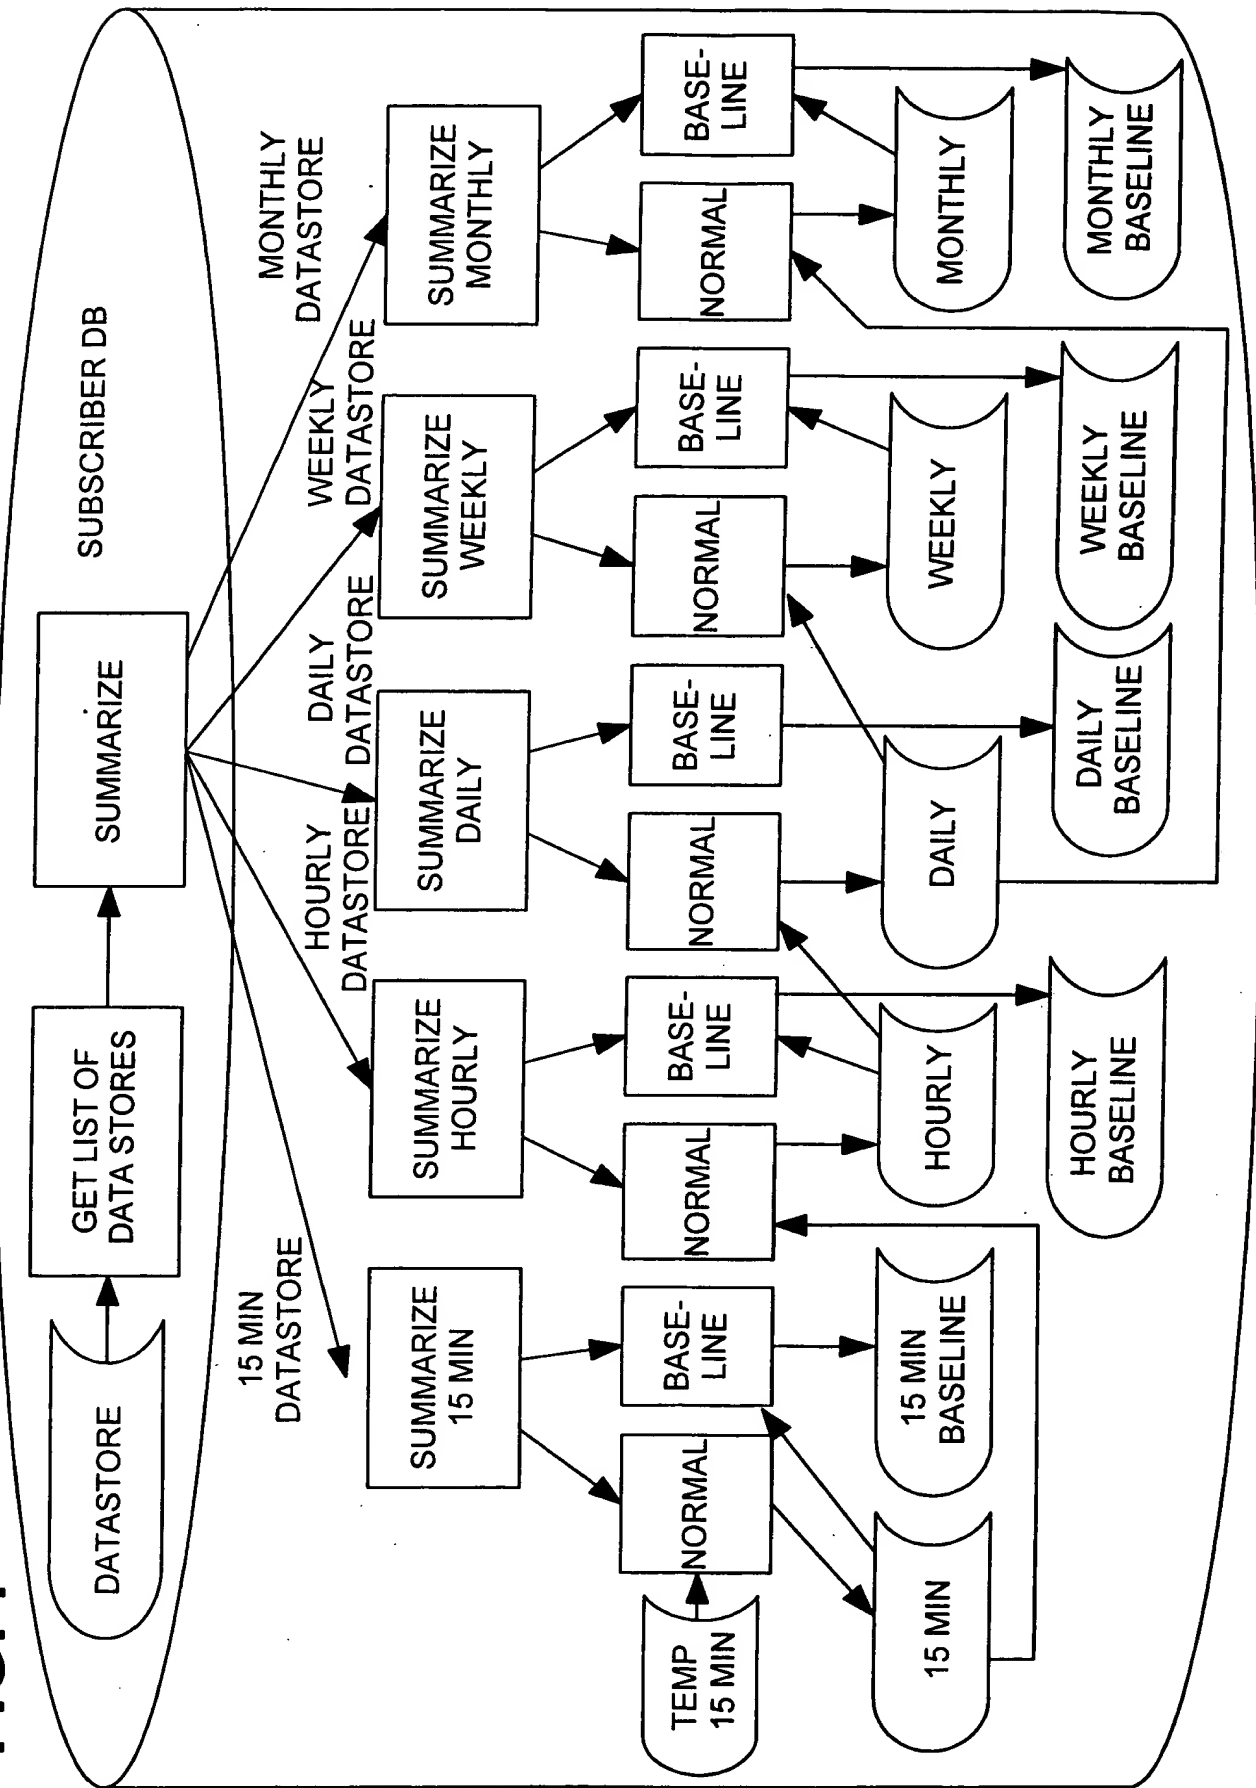 SUBSCRIBER DB
DATASTORE
GET LIST OF
DATA STORES
SUMMARIZE
15 MIN
DATASTORE
HOURLY
DATASTORE
DAILY
DATASTORE
WEEKLY
DATASTORE
MONTHLY
DATASTORE
SUMMARIZE
15 MIN
SUMMARIZE
HOURLY
SUMMARIZE
DAILY
SUMMARIZE
WEEKLY
SUMMARIZE
MONTHLY
TEMP
15 MIN
NORMAL
BASE-
LINE
NORMAL
BASE-
LINE
NORMAL
BASE-
LINE
NORMAL
BASE-
LINE
NORMAL
BASE-
LINE
15 MIN
15 MIN
BASELINE
HOURLY
DAILY
WEEKLY
MONTHLY
HOURLY
BASELINE
DAILY
BASELINE
WEEKLY
BASELINE
MONTHLY
BASELINE